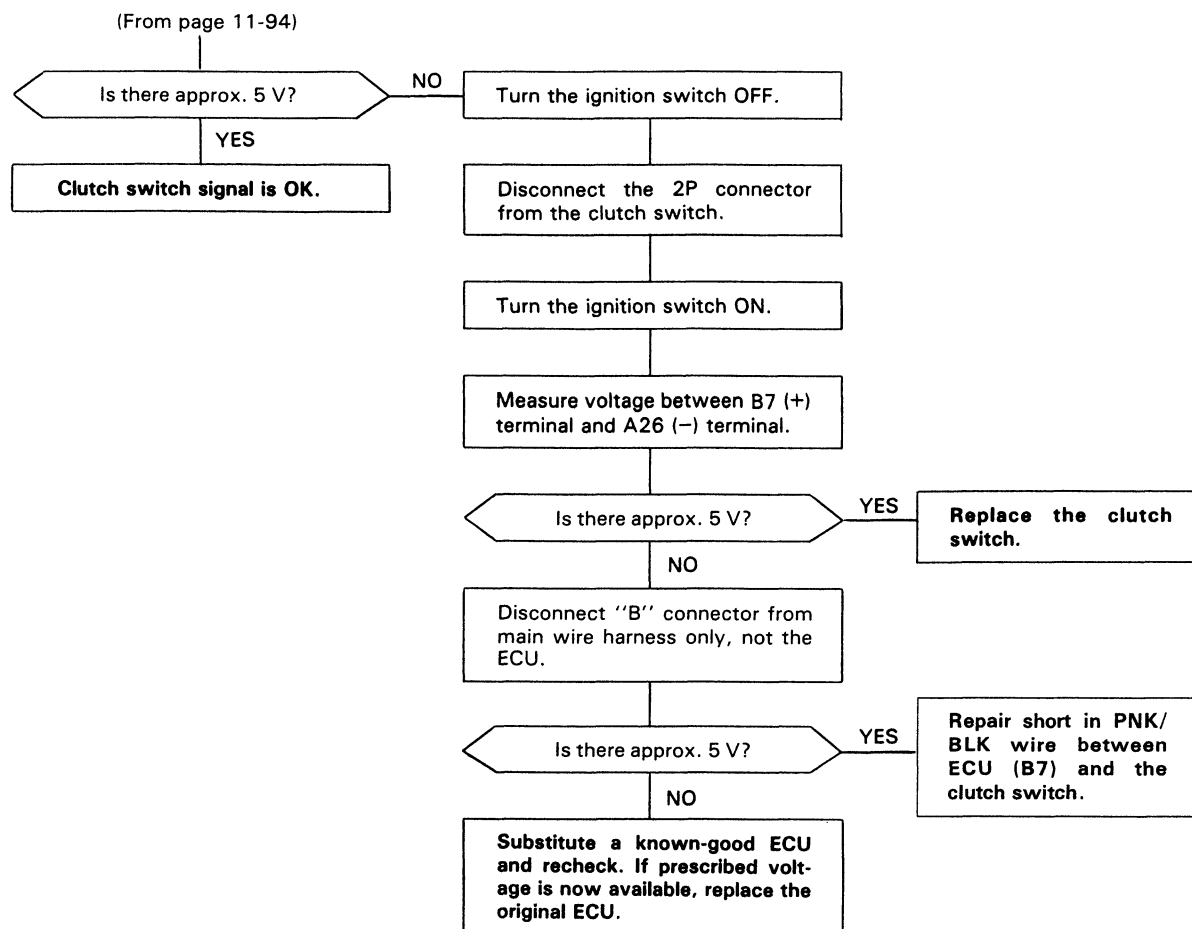 (From page 11-94)
Is there approx. 5 V?
NO
YES
Clutch switch signal is OK.
Turn the ignition switch OFF.
Disconnect the 2P connector
from the clutch switch.
Turn the ignition switch ON.
Measure voltage between B7 (+)
terminal and A26 (−) terminal.
Is there approx. 5 V?
YES
Replace the clutch
switch.
NO
Disconnect ''B'' connector from
main wire harness only, not the
ECU.
Is there approx. 5 V?
YES
Repair short in PNK/
BLK wire between
ECU (B7) and the
clutch switch.
NO
Substitute a known-good ECU
and recheck. If prescribed volt-
age is now available, replace the
original ECU.